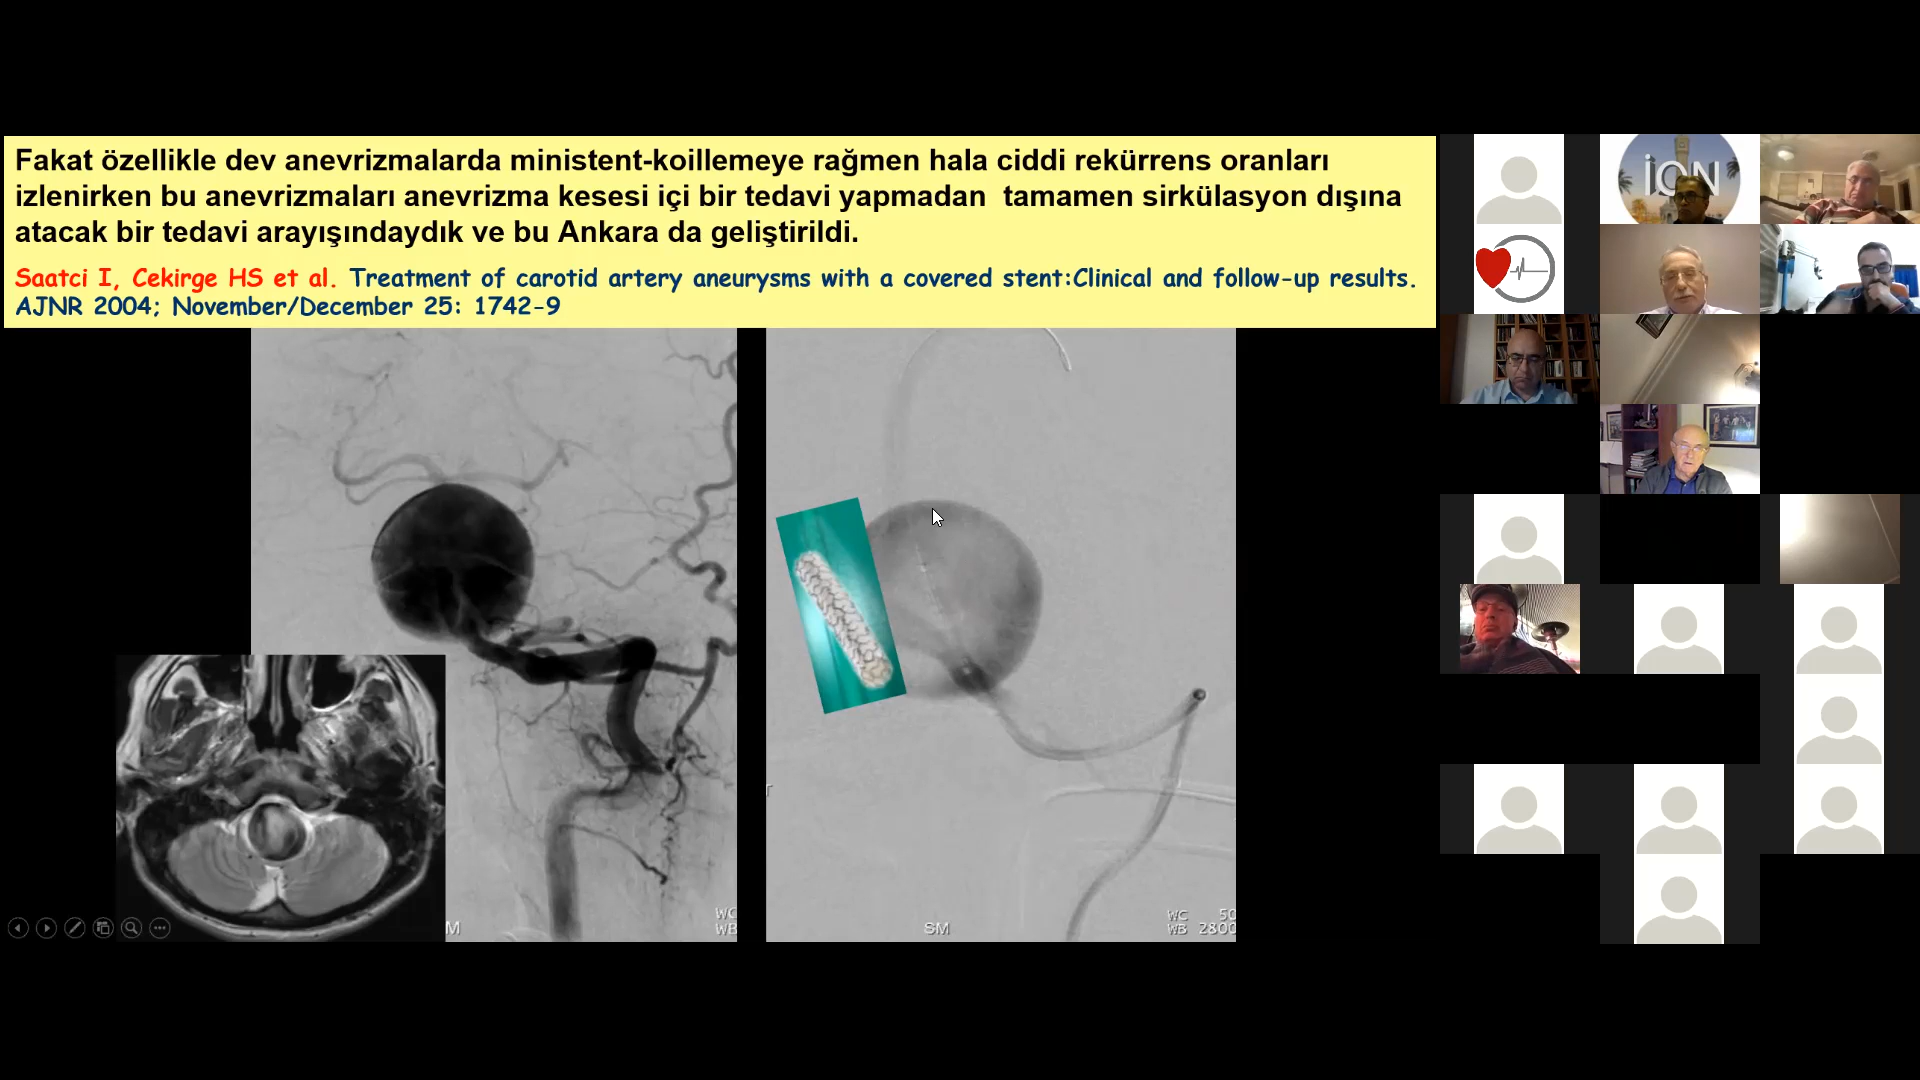 Fakat özellikle dev anevrizmalarda ministent-koillemeye rağmen hala ciddi rekürrens oranları
izlenirken bu anevrizmaları anevrizma kesesi içi bir tedavi yapmadan tamamen sirkülasyon dışına
atacak bir tedavi arayışındaydık ve bu Ankara da geliştirildi.
Saatci I, Cekirge HS et al. Treatment of carotid artery aneurysms with a covered stent:Clinical and follow-up results.
AJNR 2004; November/December 25: 1742-9
iON
M
WC
WB
SM
WC 50
WB 2800